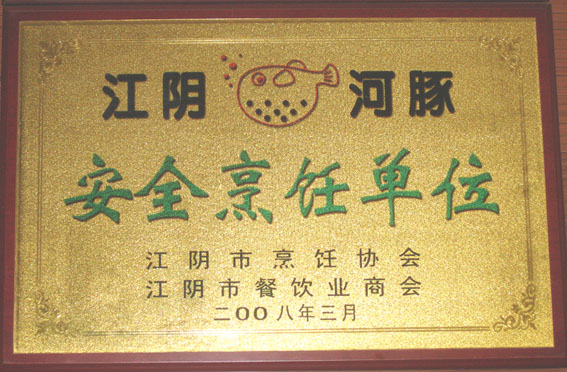 江阴 河豚
安全烹饪单位
江阴市烹饪协会
江阴市餐饮业商会
二OO八年三月